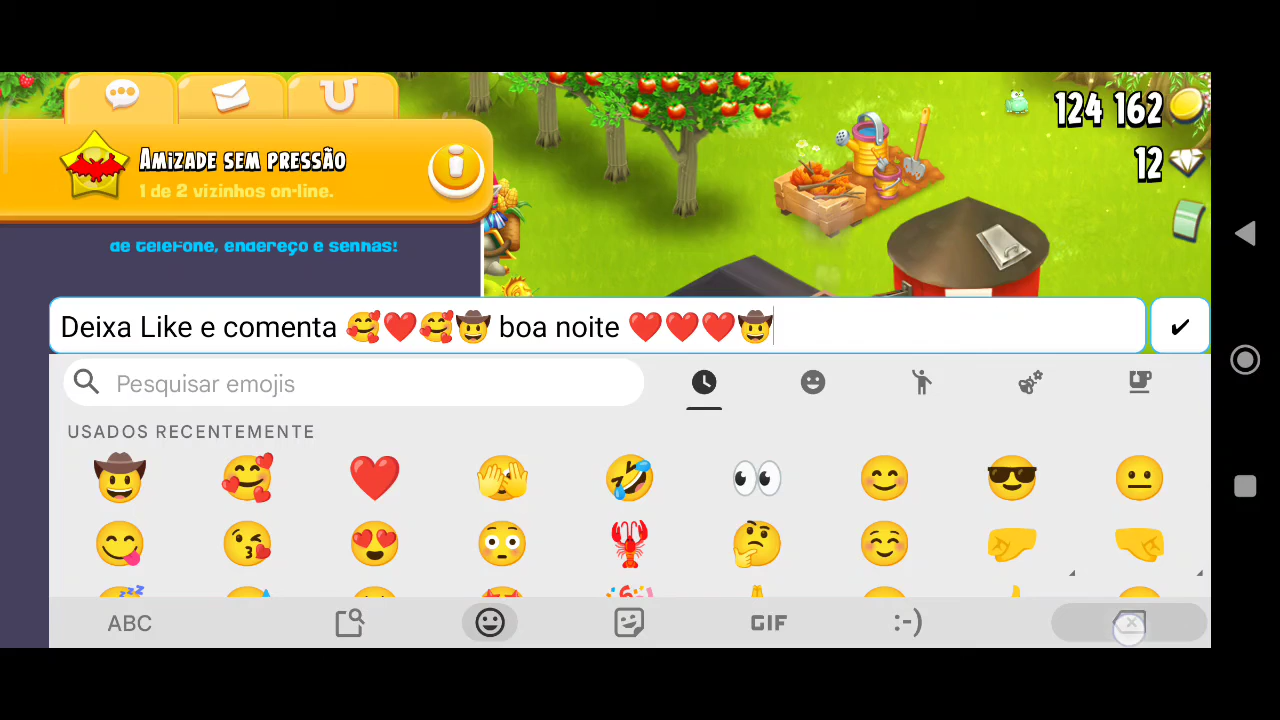 124 162
12
Amizade sem pressão
1 de 2 vizinhos on-line.
de telefone, endereço e senhas!
Deixa Like e comenta 🥰❤️🥰🤠 boa noite ❤️❤️❤️🤠
✔
Pesquisar emojis
USADOS RECENTEMENTE
ABC
GIF
:-)